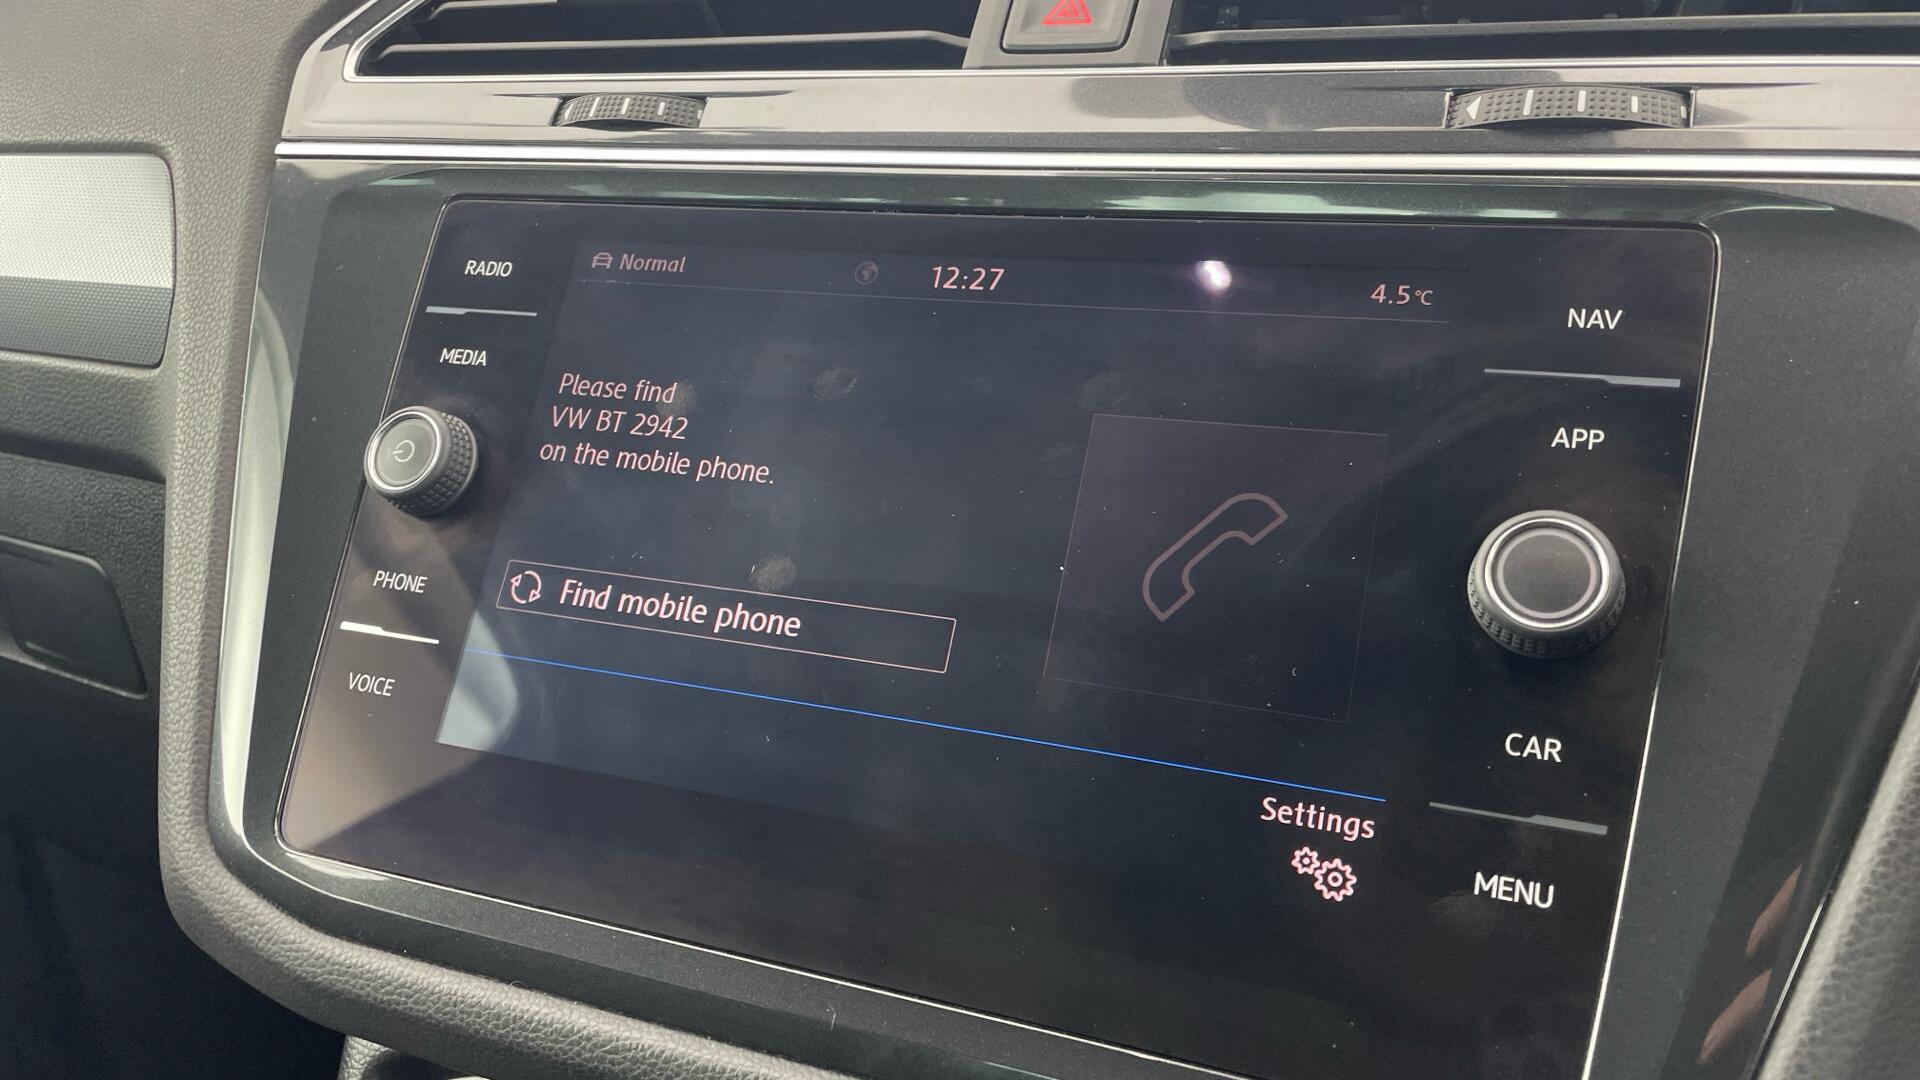 RADIO
Normal
12:27
4.5°C
NAV
MEDIA
Please find
VW BT 2942
on the mobile phone.
APP
PHONE
Find mobile phone
VOICE
CAR
Settings
MENU